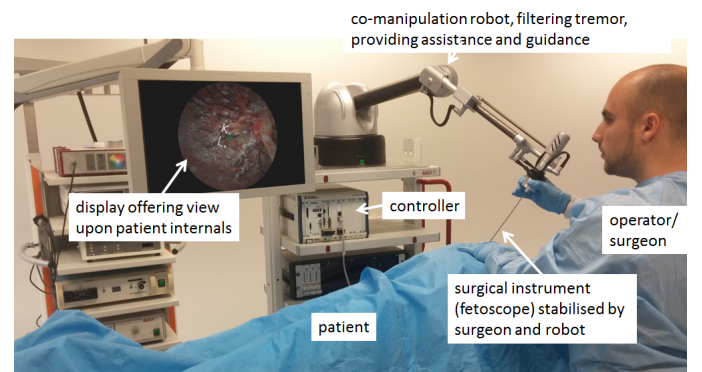 co-manipulation robot, filtering tremor,
providing assistance and guidance
display offering view
upon patient internals
controller
operator/
surgeon
surgical instrument
(fetoscope) stabilised by
surgeon and robot
patient